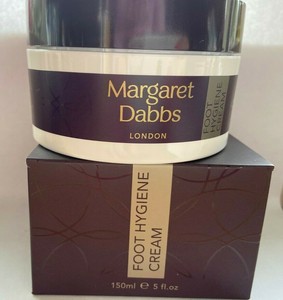 Margaret
Dabbs
LONDON
FOOT
HYGIENE
CREAM
FOOT HYGIENE
CREAM
150ml ℮ 5 fl.oz